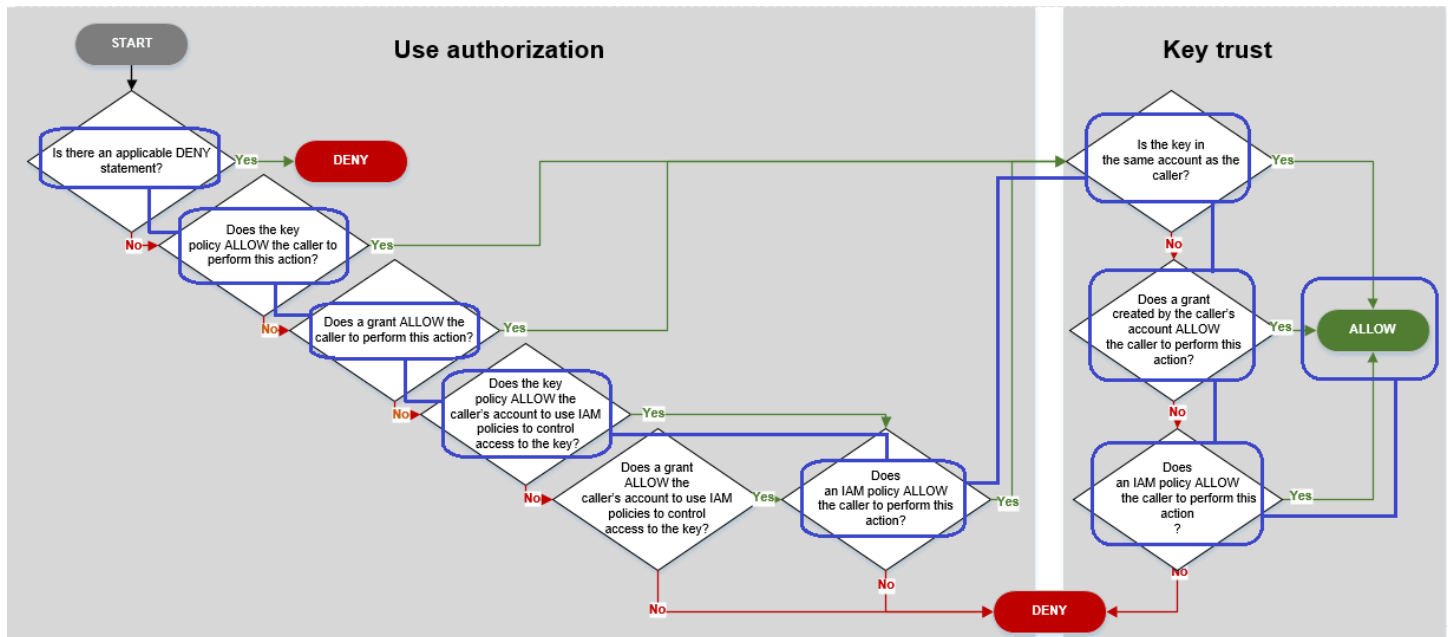 Use authorization
Key trust
START
Is there an applicable DENY
statement?
Yes
DENY
No
Does the key
policy ALLOW the caller to
perform this action?
Yes
No
Does a grant ALLOW the
caller to perform this action?
Yes
No
Does the key
policy ALLOW the
caller's account to use IAM
policies to control
access to the key?
Yes
No
Does a grant
ALLOW the
caller's account to use IAM
policies to control
access to the key?
Yes
No
Does
an IAM policy ALLOW
the caller to perform this
action?
Yes
No
Is the key in
the same account as the
caller?
Yes
No
Does a grant
created by the caller's
account ALLOW
the caller to perform this
action?
Yes
ALLOW
No
Does
an IAM policy ALLOW
the caller to perform this
action
?
Yes
No
DENY